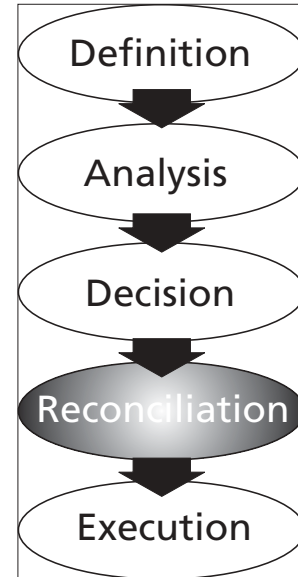 Definition
Analysis
Decision
Reconciliation
Execution